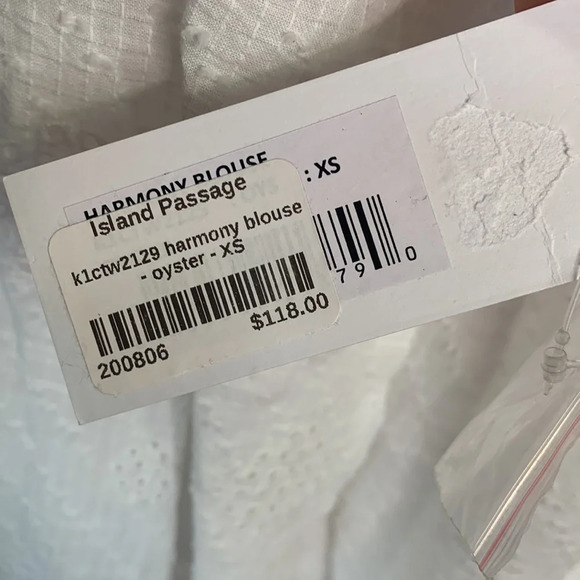 HARMONY BLOUSE
: XS
79 0
Island Passage
k1ctw2129 harmony blouse
- oyster - XS
$118.00
200806